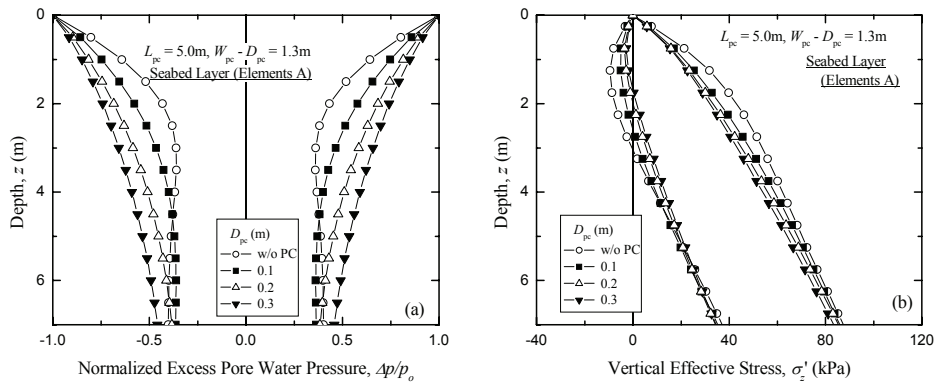 0
2
4
6
Depth, z (m)
L_pc = 5.0m, W_pc - D_pc = 1.3m
Seabed Layer (Elements A)
D_pc (m)
w/o PC
0.1
0.2
0.3
(a)
-1.0 -0.5 0.0 0.5 1.0
Normalized Excess Pore Water Pressure, Δp/p_o
0
2
4
6
Depth, z (m)
L_pc = 5.0m, W_pc - D_pc = 1.3m
Seabed Layer
(Elements A)
D_pc (m)
w/o PC
0.1
0.2
0.3
(b)
-40 0 40 80 120
Vertical Effective Stress, σ_z' (kPa)